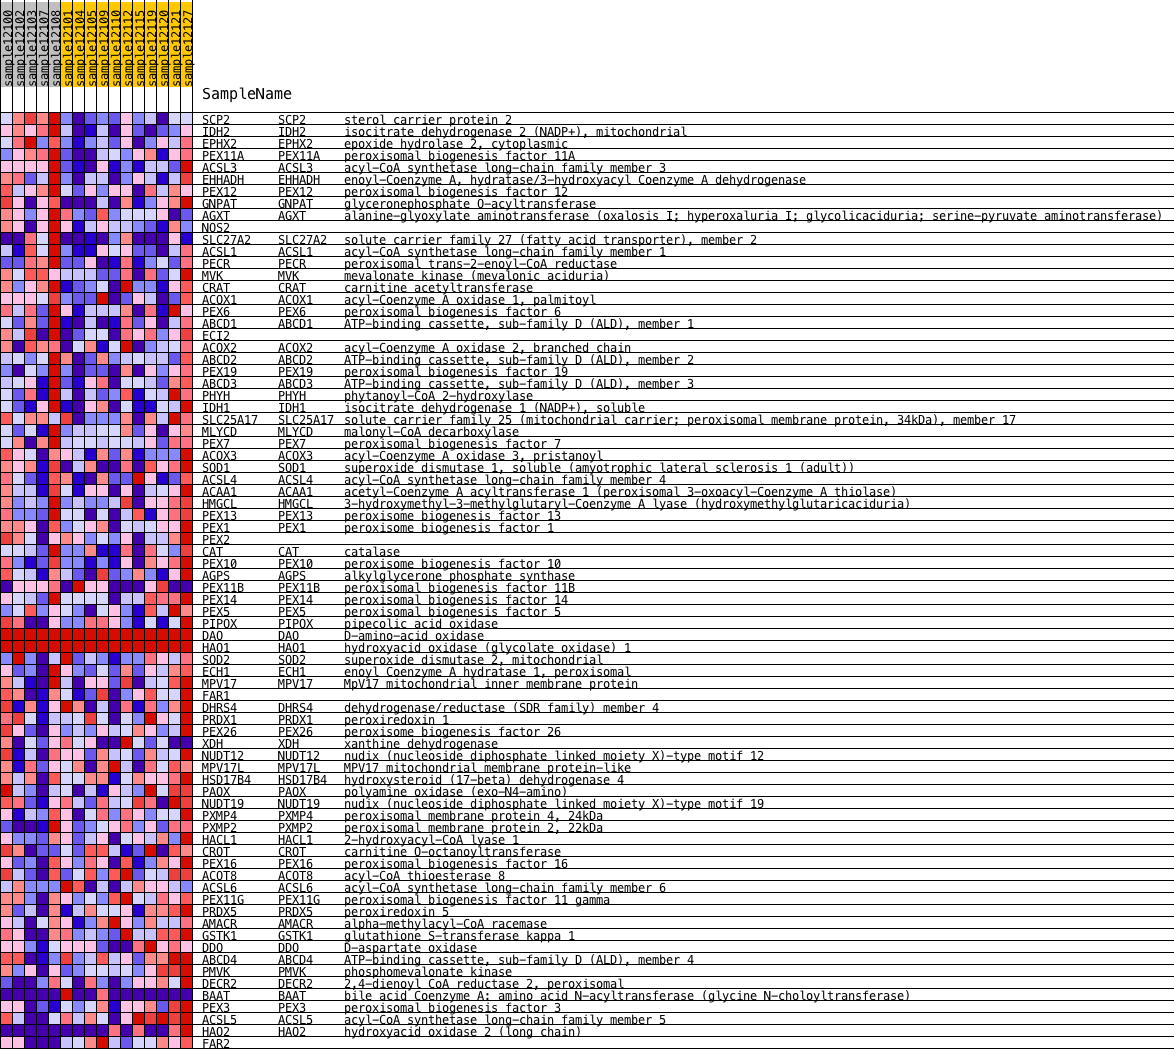 sample12100
sample12102
sample12103
sample12107
sample12108
sample12101
sample12104
sample12105
sample12109
sample12110
sample12112
sample12115
sample12119
sample12120
sample12121
sample12127
SampleName
SCP2 SCP2 sterol carrier protein 2
IDH2 IDH2 isocitrate dehydrogenase 2 (NADP+), mitochondrial
EPHX2 EPHX2 epoxide hydrolase 2, cytoplasmic
PEX11A PEX11A peroxisomal biogenesis factor 11A
ACSL3 ACSL3 acyl-CoA synthetase long-chain family member 3
EHHADH EHHADH enoyl-Coenzyme A, hydratase/3-hydroxyacyl Coenzyme A dehydrogenase
PEX12 PEX12 peroxisomal biogenesis factor 12
GNPAT GNPAT glyceronephosphate O-acyltransferase
AGXT AGXT alanine-glyoxylate aminotransferase (oxalosis I; hyperoxaluria I; glycolicaciduria; serine-pyruvate aminotransferase)
NOS2
SLC27A2 SLC27A2 solute carrier family 27 (fatty acid transporter), member 2
ACSL1 ACSL1 acyl-CoA synthetase long-chain family member 1
PECR PECR peroxisomal trans-2-enoyl-CoA reductase
MVK MVK mevalonate kinase (mevalonic aciduria)
CRAT CRAT carnitine acetyltransferase
ACOX1 ACOX1 acyl-Coenzyme A oxidase 1, palmitoyl
PEX6 PEX6 peroxisomal biogenesis factor 6
ABCD1 ABCD1 ATP-binding cassette, sub-family D (ALD), member 1
ECI2
ACOX2 ACOX2 acyl-Coenzyme A oxidase 2, branched chain
ABCD2 ABCD2 ATP-binding cassette, sub-family D (ALD), member 2
PEX19 PEX19 peroxisomal biogenesis factor 19
ABCD3 ABCD3 ATP-binding cassette, sub-family D (ALD), member 3
PHYH PHYH phytanoyl-CoA 2-hydroxylase
IDH1 IDH1 isocitrate dehydrogenase 1 (NADP+), soluble
SLC25A17 SLC25A17 solute carrier family 25 (mitochondrial carrier; peroxisomal membrane protein, 34kDa), member 17
MLYCD MLYCD malonyl-CoA decarboxylase
PEX7 PEX7 peroxisomal biogenesis factor 7
ACOX3 ACOX3 acyl-Coenzyme A oxidase 3, pristanoyl
SOD1 SOD1 superoxide dismutase 1, soluble (amyotrophic lateral sclerosis 1 (adult))
ACSL4 ACSL4 acyl-CoA synthetase long-chain family member 4
ACAA1 ACAA1 acetyl-Coenzyme A acyltransferase 1 (peroxisomal 3-oxoacyl-Coenzyme A thiolase)
HMGCL HMGCL 3-hydroxymethyl-3-methylglutaryl-Coenzyme A lyase (hydroxymethylglutaricaciduria)
PEX13 PEX13 peroxisome biogenesis factor 13
PEX1 PEX1 peroxisome biogenesis factor 1
PEX2
CAT CAT catalase
PEX10 PEX10 peroxisome biogenesis factor 10
AGPS AGPS alkylglycerone phosphate synthase
PEX11B PEX11B peroxisomal biogenesis factor 11B
PEX14 PEX14 peroxisomal biogenesis factor 14
PEX5 PEX5 peroxisomal biogenesis factor 5
PIPOX PIPOX pipecolic acid oxidase
DAO DAO D-amino-acid oxidase
HAO1 HAO1 hydroxyacid oxidase (glycolate oxidase) 1
SOD2 SOD2 superoxide dismutase 2, mitochondrial
ECH1 ECH1 enoyl Coenzyme A hydratase 1, peroxisomal
MPV17 MPV17 MpV17 mitochondrial inner membrane protein
FAR1
DHRS4 DHRS4 dehydrogenase/reductase (SDR family) member 4
PRDX1 PRDX1 peroxiredoxin 1
PEX26 PEX26 peroxisome biogenesis factor 26
XDH XDH xanthine dehydrogenase
NUDT12 NUDT12 nudix (nucleoside diphosphate linked moiety X)-type motif 12
MPV17L MPV17L MPV17 mitochondrial membrane protein-like
HSD17B4 HSD17B4 hydroxysteroid (17-beta) dehydrogenase 4
PAOX PAOX polyamine oxidase (exo-N4-amino)
NUDT19 NUDT19 nudix (nucleoside diphosphate linked moiety X)-type motif 19
PXMP4 PXMP4 peroxisomal membrane protein 4, 24kDa
PXMP2 PXMP2 peroxisomal membrane protein 2, 22kDa
HACL1 HACL1 2-hydroxyacyl-CoA lyase 1
CROT CROT carnitine O-octanoyltransferase
PEX16 PEX16 peroxisomal biogenesis factor 16
ACOT8 ACOT8 acyl-CoA thioesterase 8
ACSL6 ACSL6 acyl-CoA synthetase long-chain family member 6
PEX11G PEX11G peroxisomal biogenesis factor 11 gamma
PRDX5 PRDX5 peroxiredoxin 5
AMACR AMACR alpha-methylacyl-CoA racemase
GSTK1 GSTK1 glutathione S-transferase kappa 1
DDO DDO D-aspartate oxidase
ABCD4 ABCD4 ATP-binding cassette, sub-family D (ALD), member 4
PMVK PMVK phosphomevalonate kinase
DECR2 DECR2 2,4-dienoyl CoA reductase 2, peroxisomal
BAAT BAAT bile acid Coenzyme A: amino acid N-acyltransferase (glycine N-choloyltransferase)
PEX3 PEX3 peroxisomal biogenesis factor 3
ACSL5 ACSL5 acyl-CoA synthetase long-chain family member 5
HAO2 HAO2 hydroxyacid oxidase 2 (long chain)
FAR2